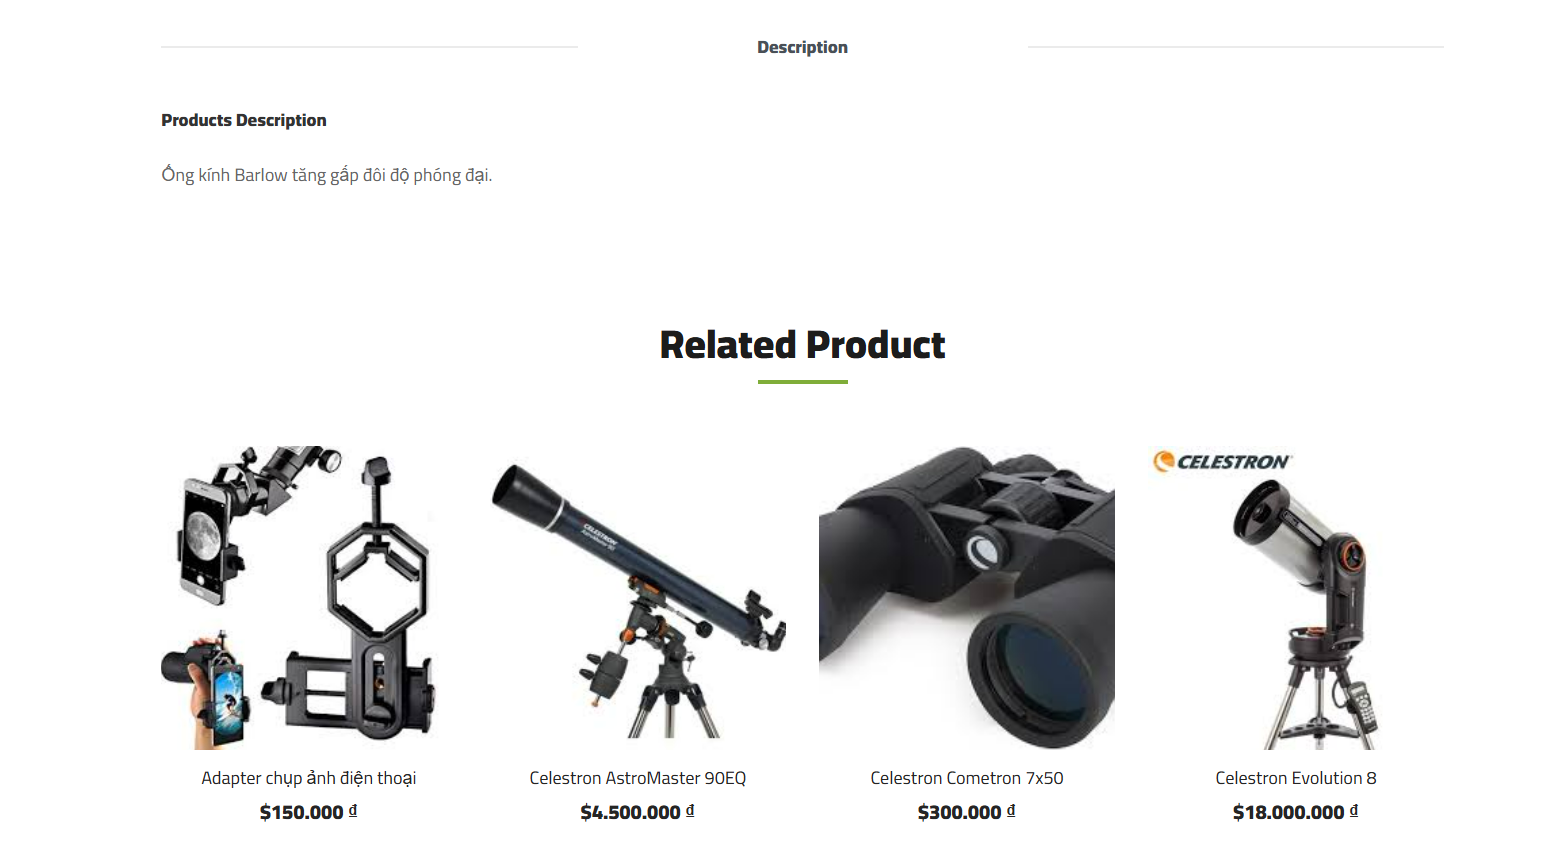 Description
Products Description
Ống kính Barlow tăng gấp đôi độ phóng đại.
Related Product
CELESTRON
CELESTRON
Adapter chụp ảnh điện thoại
Celestron AstroMaster 90EQ
Celestron Cometron 7x50
Celestron Evolution 8
$150.000 ₫
$4.500.000 ₫
$300.000 ₫
$18.000.000 ₫